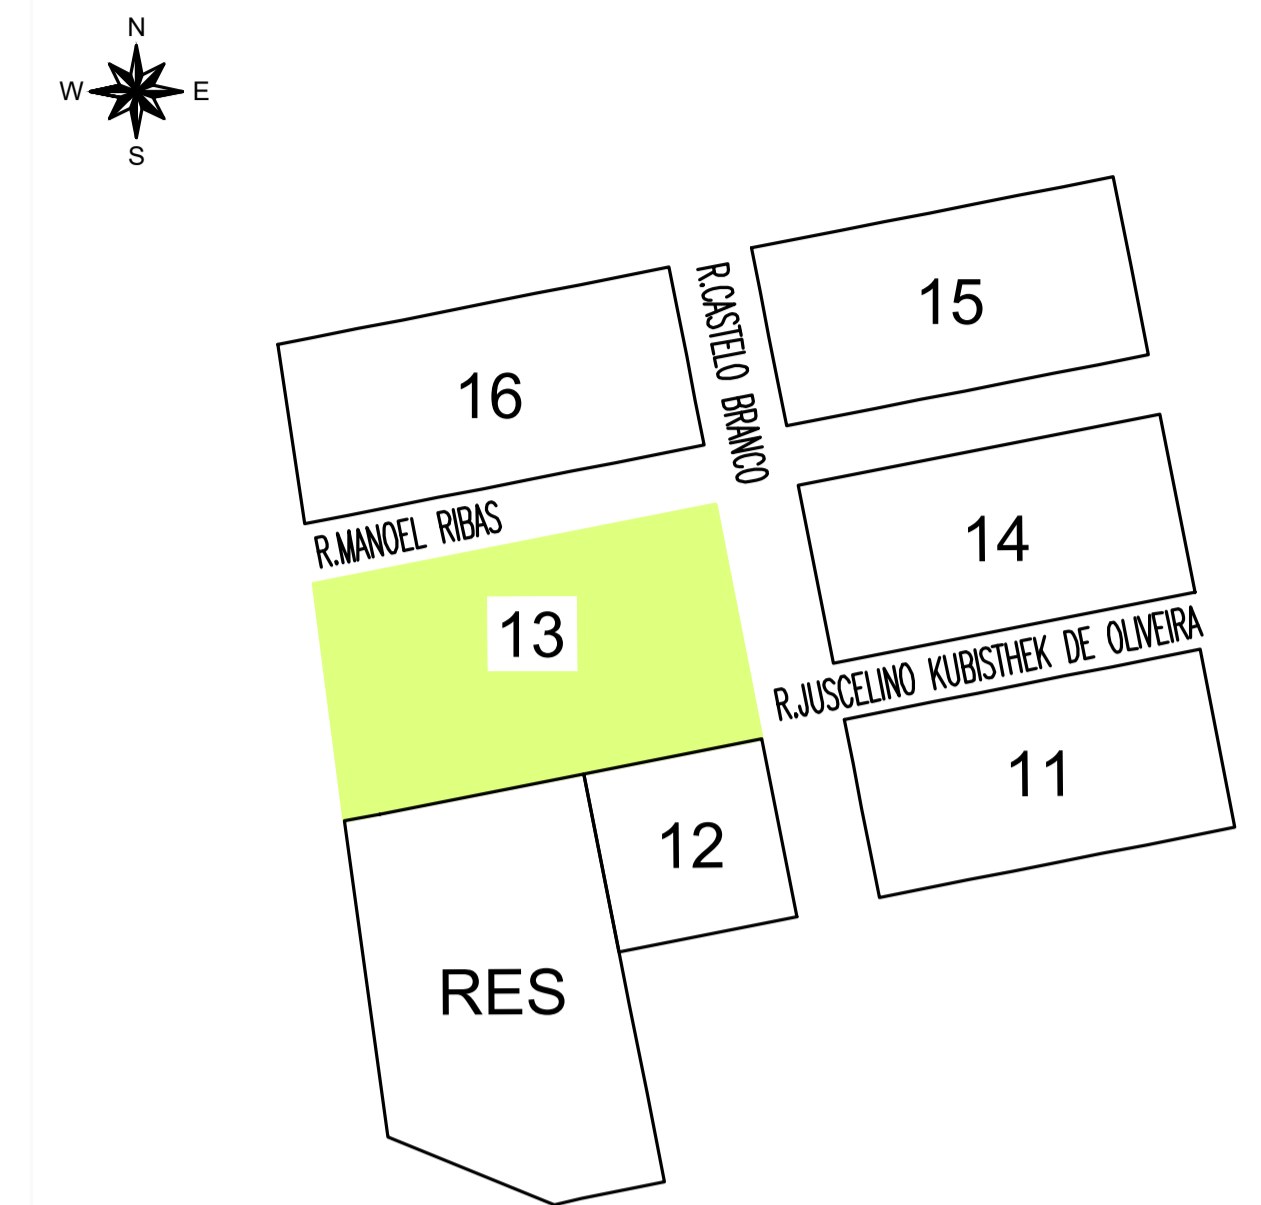 N
W E
S
15
R.CASTELO BRANCO
16
R.MANOEL RIBAS
14
13
R.JUSCELINO KUBISTHEK DE OLIVEIRA
11
12
RES